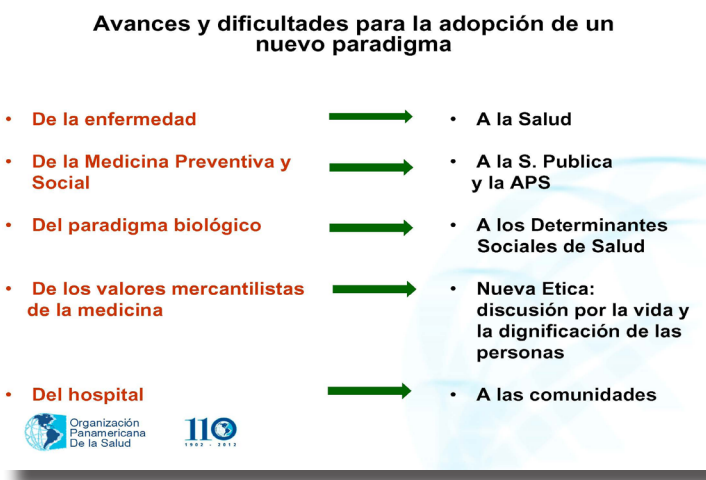 Avances y dificultades para la adopción de un
nuevo paradigma
• De la enfermedad
• A la Salud
• De la Medicina Preventiva y
Social
• A la S. Publica
y la APS
• Del paradigma biológico
• A los Determinantes
Sociales de Salud
• De los valores mercantilistas
de la medicina
• Nueva Etica:
discusión por la vida y
la dignificación de las
personas
• Del hospital
• A las comunidades
Organización
Panamericana
De la Salud
110
1902 - 2012